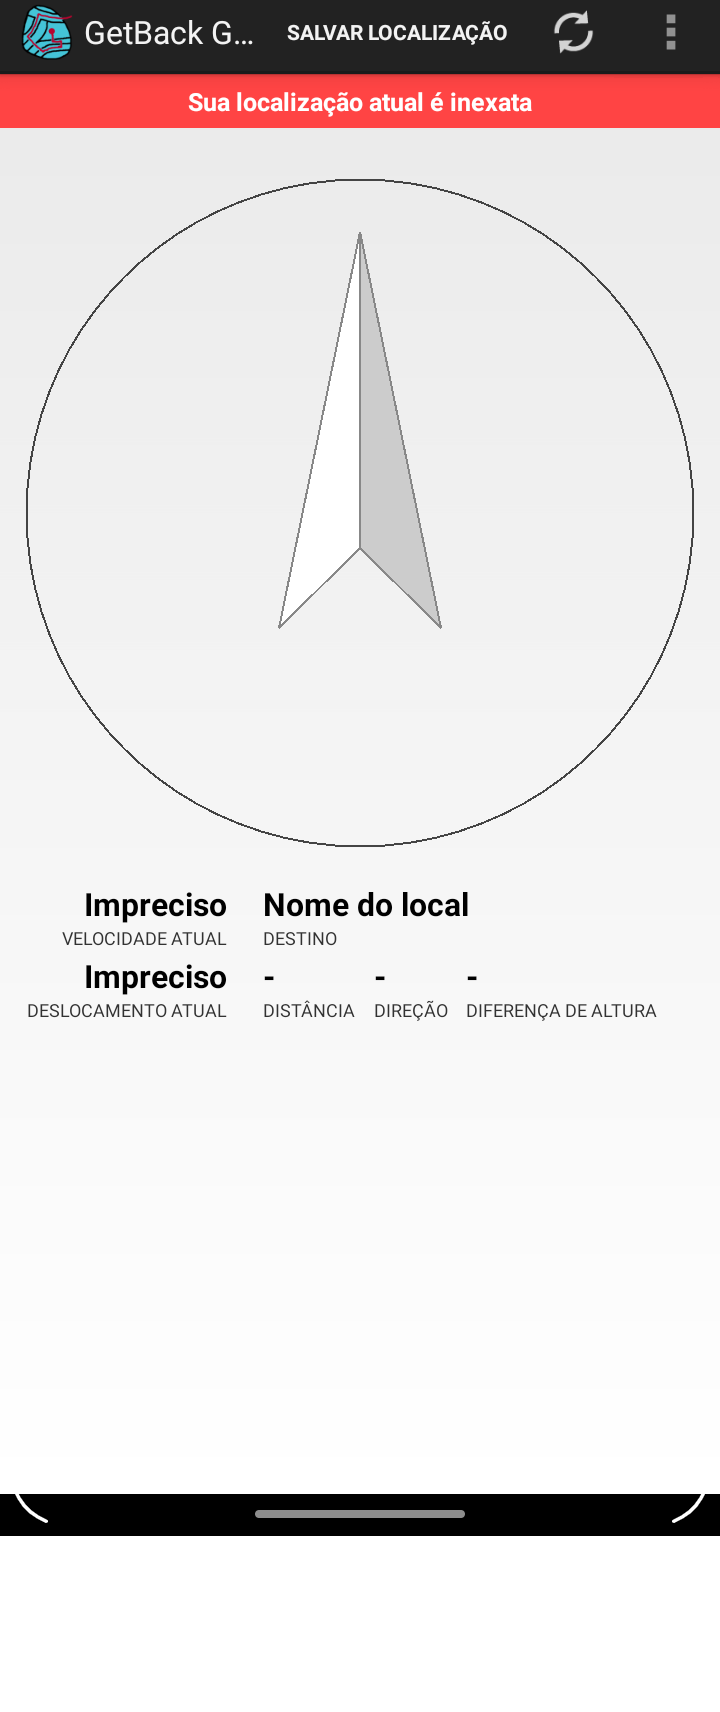 GetBack G... SALVAR LOCALIZAÇÃO
Sua localização atual é inexata
Impreciso Nome do local
VELOCIDADE ATUAL DESTINO
Impreciso - - -
DESLOCAMENTO ATUAL DISTÂNCIA DIREÇÃO DIFERENÇA DE ALTURA